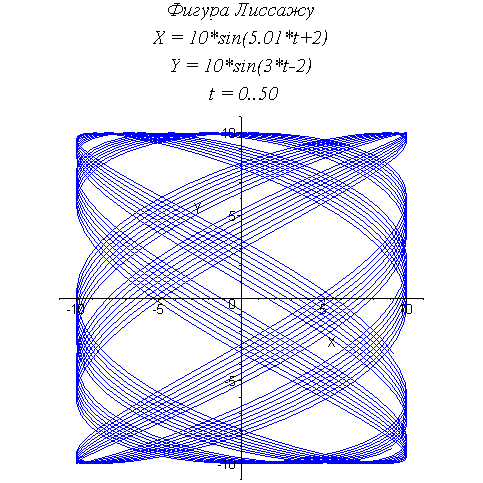 Фигура Лиссажу
X = 10*sin(5.01*t+2)
Y = 10*sin(3*t-2)
t = 0..50
10
Y
5
-10 -5 0 5 10
X
-5
-10